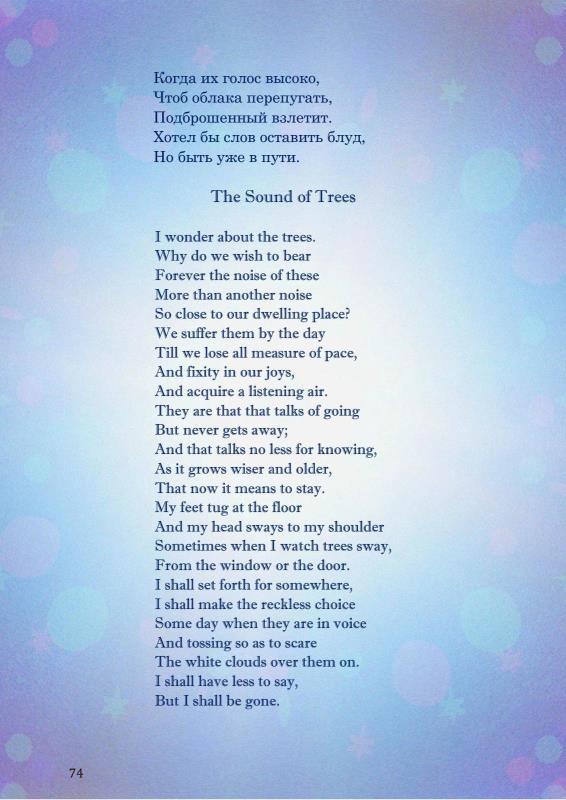 Когда их голос высоко,
Чтоб облака перепугать,
Подброшенный взлетит.
Хотел бы слов оставить блуд,
Но быть уже в пути.
The Sound of Trees
I wonder about the trees.
Why do we wish to bear
Forever the noise of these
More than another noise
So close to our dwelling place?
We suffer them by the day
Till we lose all measure of pace,
And fixity in our joys,
And acquire a listening air.
They are that that talks of going
But never gets away;
And that talks no less for knowing,
As it grows wiser and older,
That now it means to stay.
My feet tug at the floor
And my head sways to my shoulder
Sometimes when I watch trees sway,
From the window or the door.
I shall set forth for somewhere,
I shall make the reckless choice
Some day when they are in voice
And tossing so as to scare
The white clouds over them on.
I shall have less to say,
But I shall be gone.
74